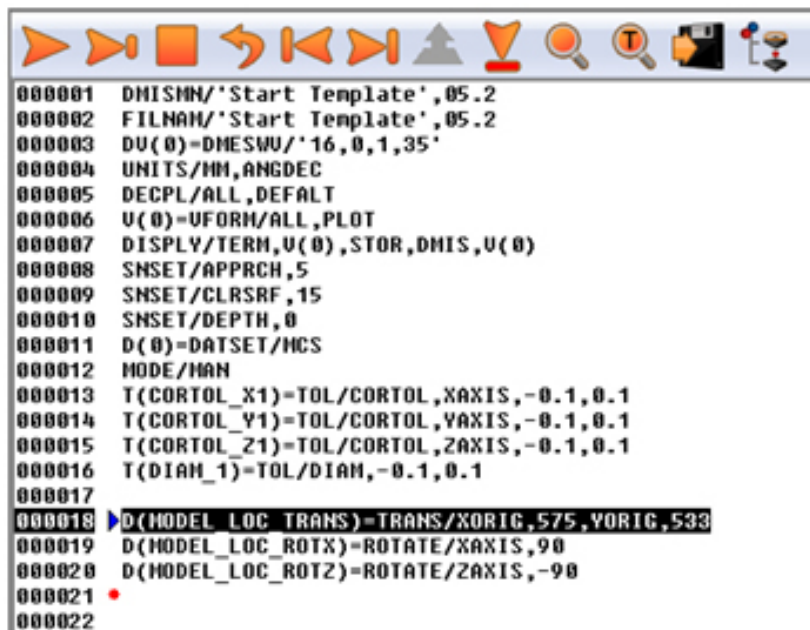 T
000001 DMISMN/'Start Template',05.2
000002 FILNAM/'Start Template',05.2
000003 DV(0)=DMESWV/'16,0,1,35'
000004 UNITS/MM,ANGDEC
000005 DECPL/ALL,DEFALT
000006 V(0)=VFORM/ALL,PLOT
000007 DISPLY/TERM,V(0),STOR,DMIS,V(0)
000008 SNSET/APPRCH,5
000009 SNSET/CLRSRF,15
000010 SNSET/DEPTH,0
000011 D(0)=DATSET/MCS
000012 MODE/MAN
000013 T(CORTOL_X1)=TOL/CORTOL,XAXIS,-0.1,0.1
000014 T(CORTOL_Y1)=TOL/CORTOL,YAXIS,-0.1,0.1
000015 T(CORTOL_Z1)=TOL/CORTOL,ZAXIS,-0.1,0.1
000016 T(DIAM_1)=TOL/DIAM,-0.1,0.1
000017
000018 D(MODEL_LOC_TRANS)=TRANS/XORIG,575,YORIG,533
000019 D(MODEL_LOC_ROTX)=ROTATE/XAXIS,90
000020 D(MODEL_LOC_ROTZ)=ROTATE/ZAXIS,-90
000021
000022